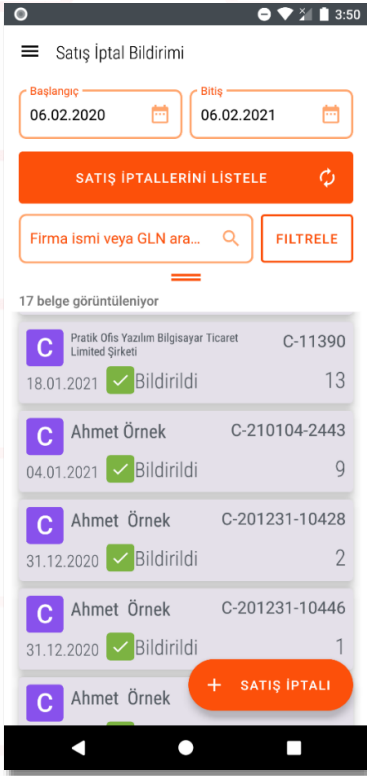 3:50
Satış İptal Bildirimi
Başlangıç
Bitiş
06.02.2020
06.02.2021
SATIŞ İPTALLERİNİ LİSTELE
Firma ismi veya GLN ara...
FILTRELE
17 belge görüntüleniyor
C
Pratik Ofis Yazılım Bilgisayar Ticaret
Limited Şirketi
C-11390
18.01.2021
Bildirildi
13
C
Ahmet Örnek
C-210104-2443
04.01.2021
Bildirildi
9
C
Ahmet Örnek
C-201231-10428
31.12.2020
Bildirildi
2
C
Ahmet Örnek
C-201231-10446
31.12.2020
Bildirildi
1
C
Ahmet Örnek
+ SATIŞ İPTALI